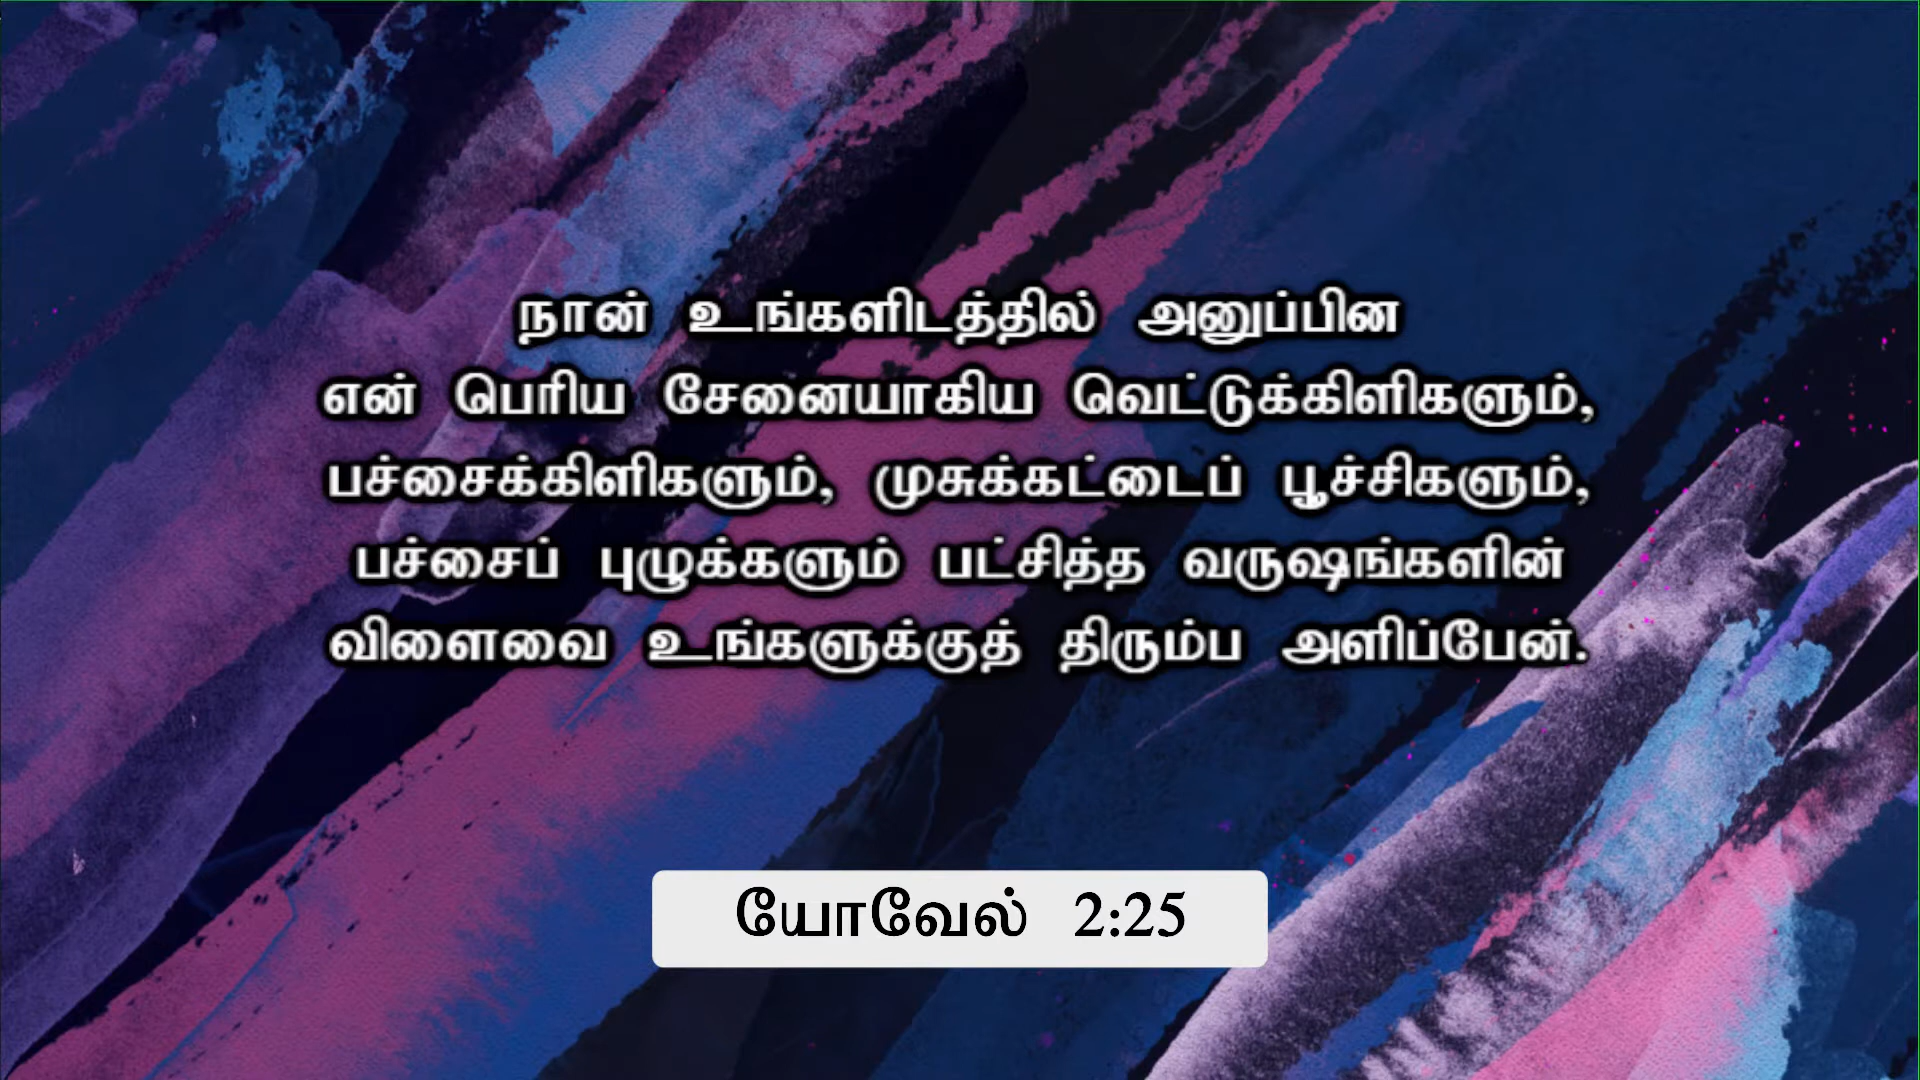 நான் உங்களிடத்தில் அனுப்பின
என் பெரிய சேனையாகிய வெட்டுக்கிளிகளும்,
பச்சைக்கிளிகளும், முசுக்கட்டைப் பூச்சிகளும்,
பச்சைப் புழுக்களும் பட்சித்த வருஷங்களின்
விளைவை உங்களுக்குத் திரும்ப அளிப்பேன்.
யோவேல் 2:25